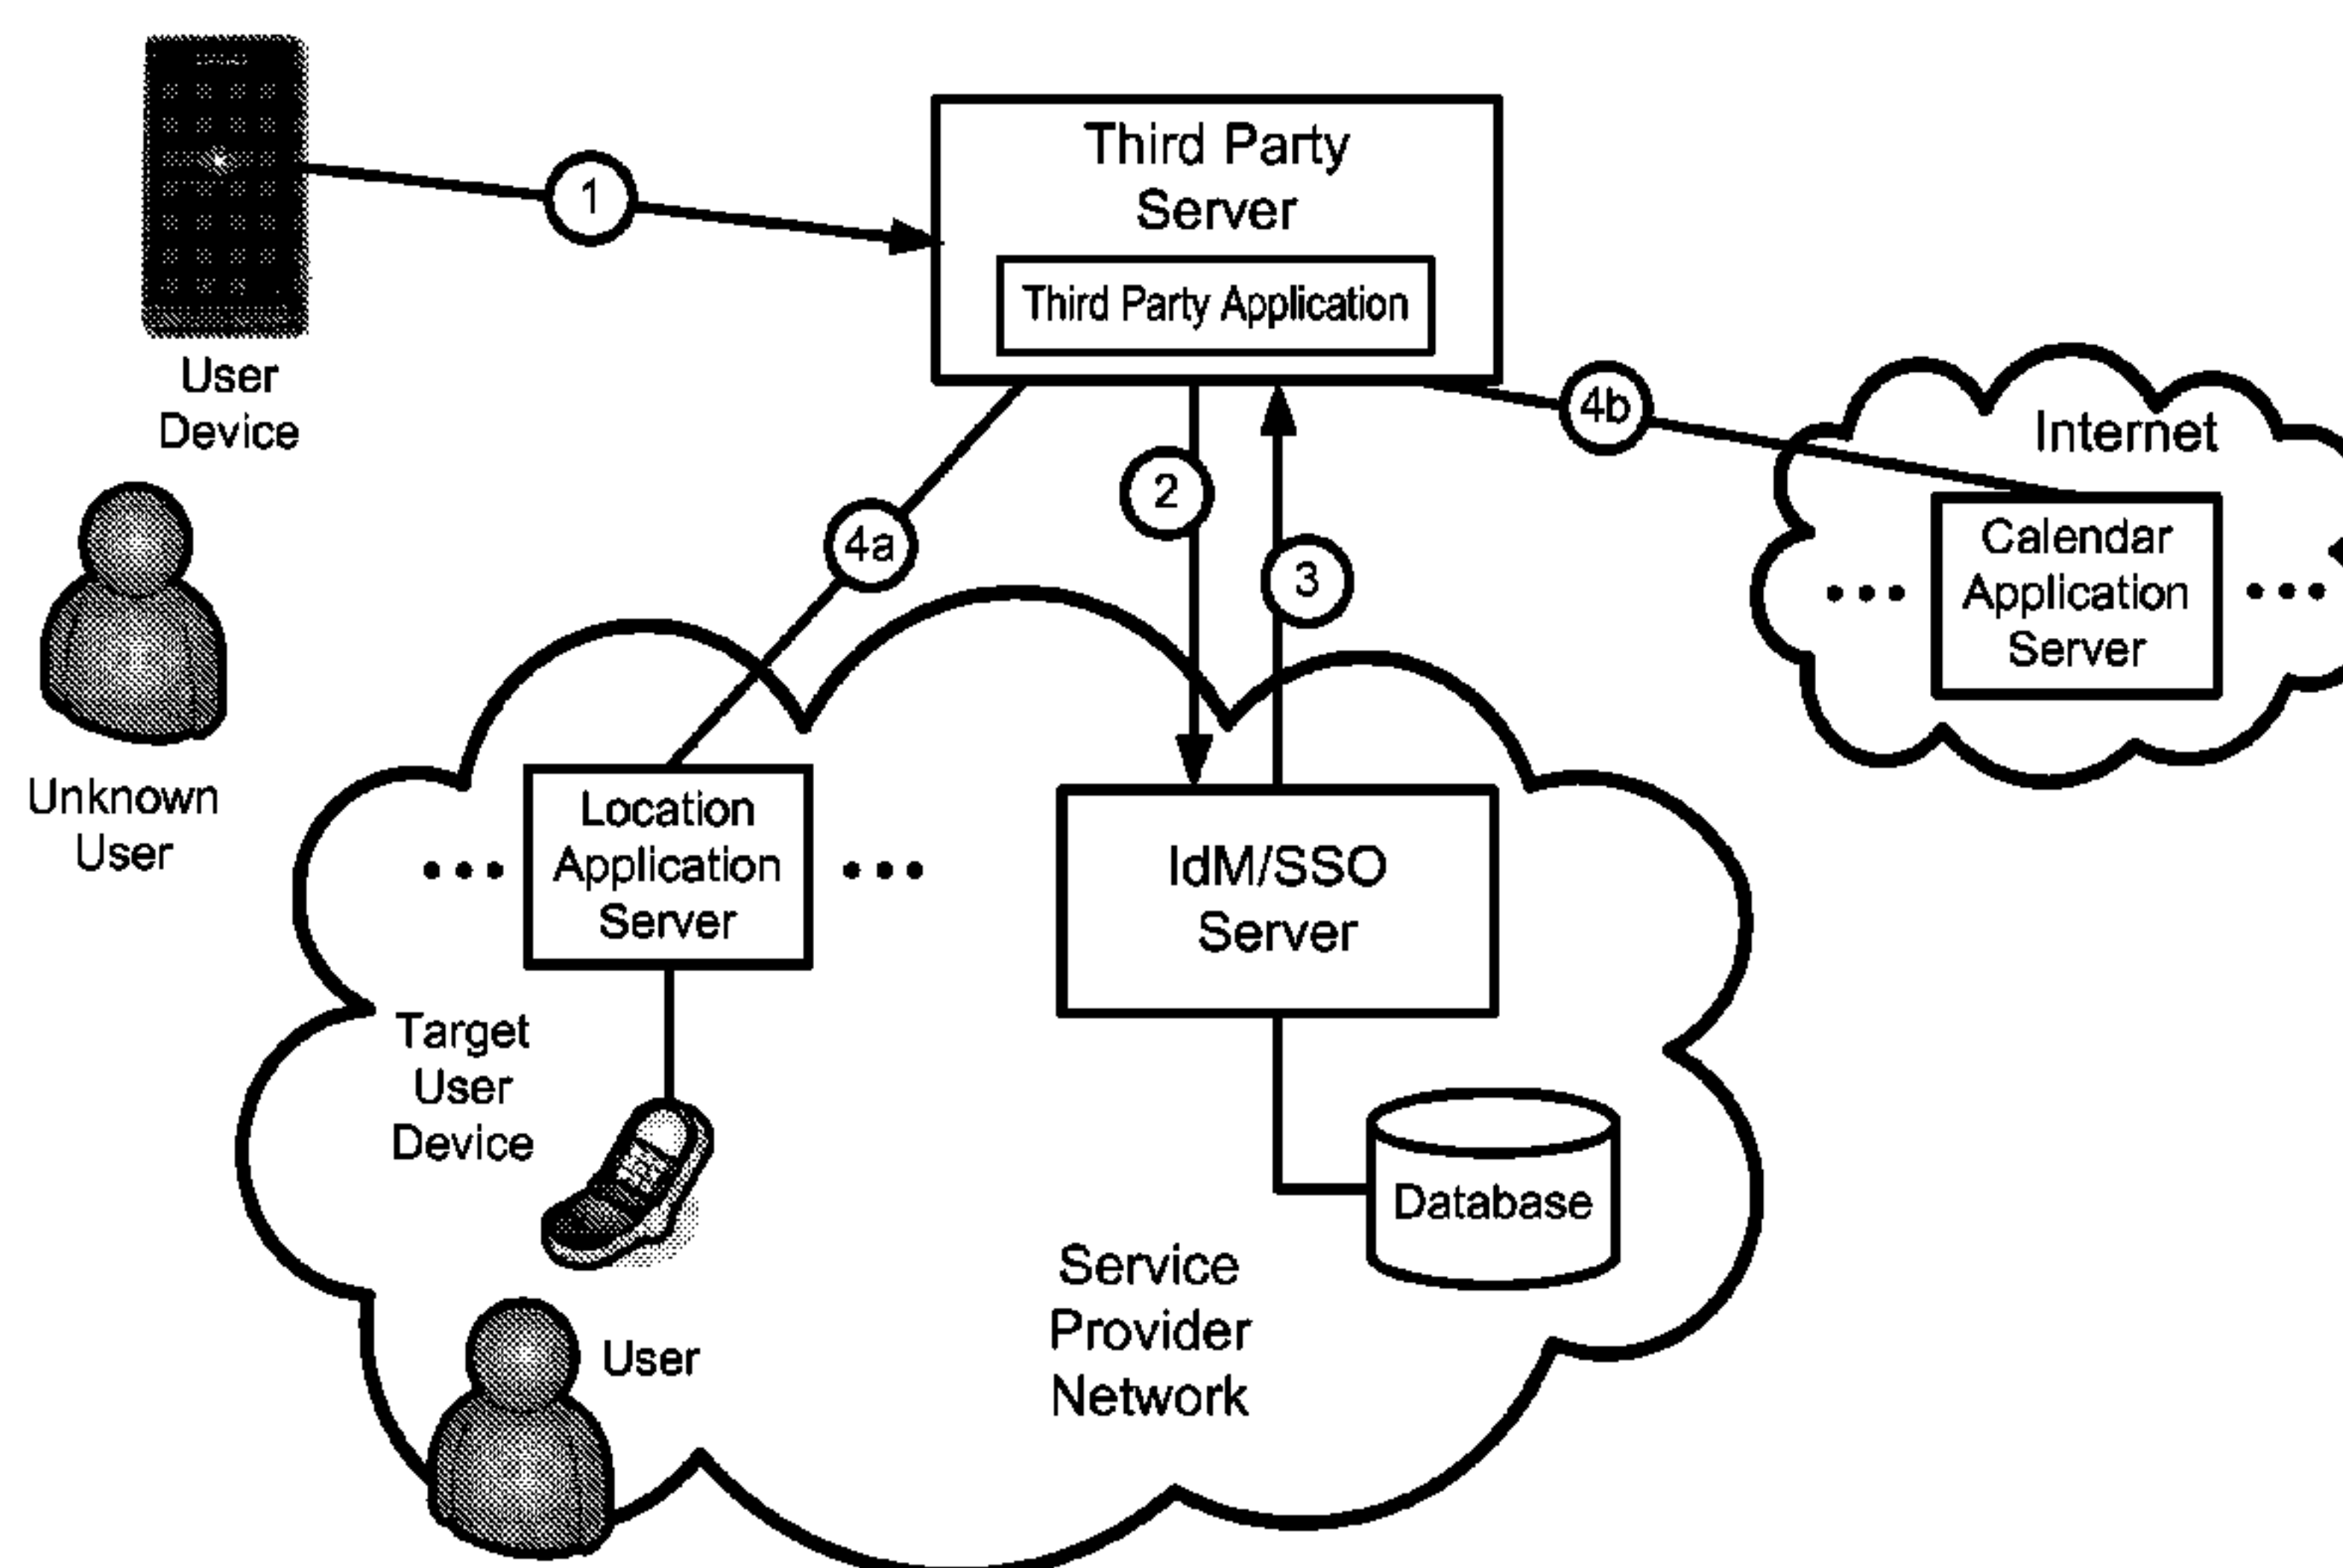 Third Party
Server
Third Party Application
1
User
Device
4b
Internet
2
4a
3
Calendar
Application
Server
Unknown
User
Location
Application
Server
IdM/SSO
Server
Target
User
Device
Database
Service
Provider
Network
User